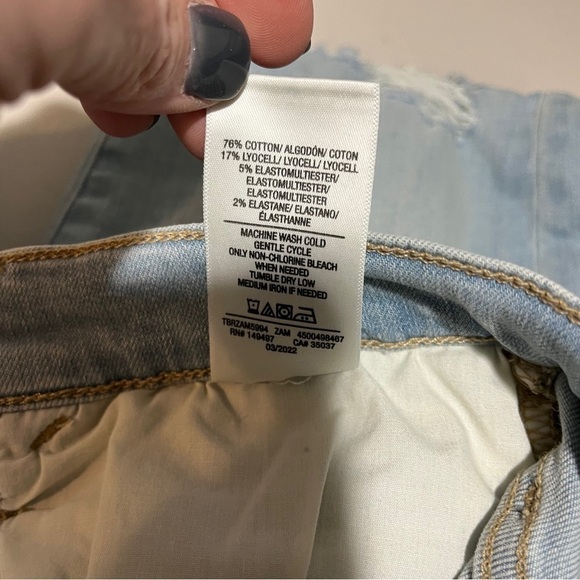 76% COTTON/ ALGODÓN/ COTON
17% LYOCELL/ LYOCELL/ LYOCELL
5% ELASTOMULTIESTER/
ELASTOMULTIESTER/
ELASTOMULTIESTER
2% ELASTANE/ ELASTANO/
ÉLASTHANNE
MACHINE WASH COLD
GENTLE CYCLE
ONLY NON-CHLORINE BLEACH
WHEN NEEDED
TUMBLE DRY LOW
MEDIUM IRON IF NEEDED
TBRZAM5994 ZAM 4500498467
RN# 149497 CA# 35037
03/2022